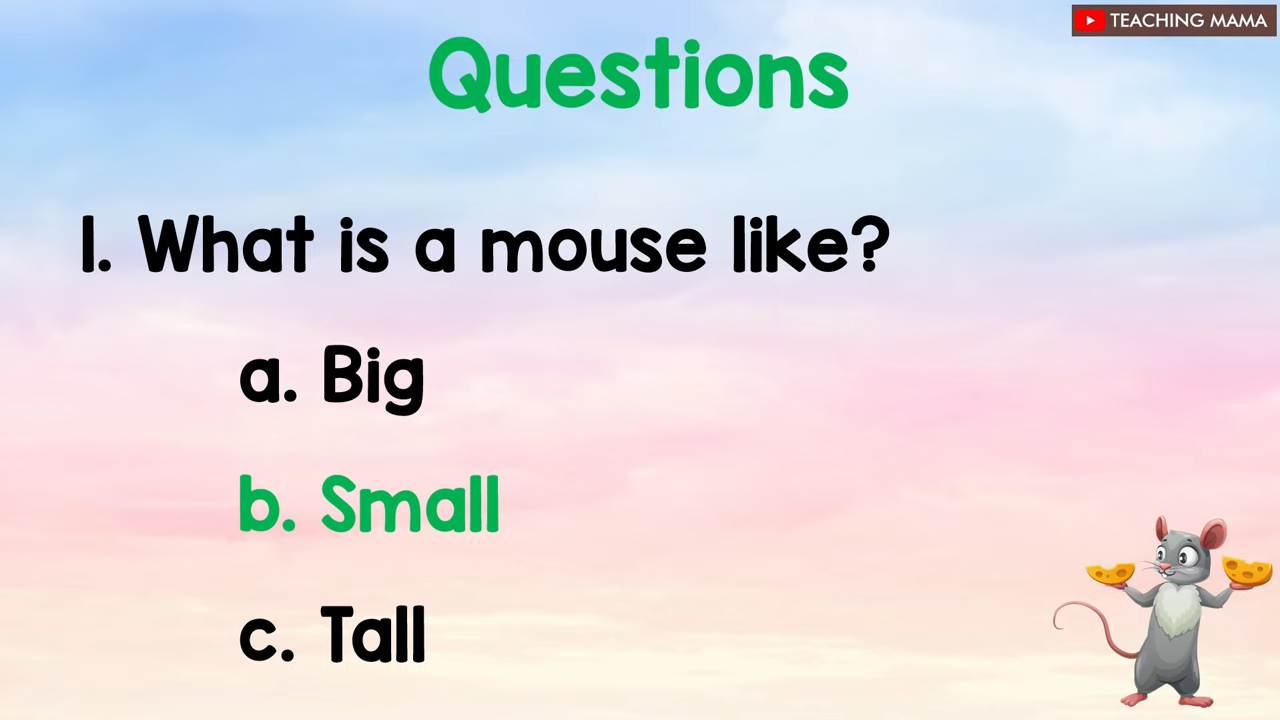 TEACHING MAMA
Questions
1. What is a mouse like?
a. Big
b. Small
c. Tall